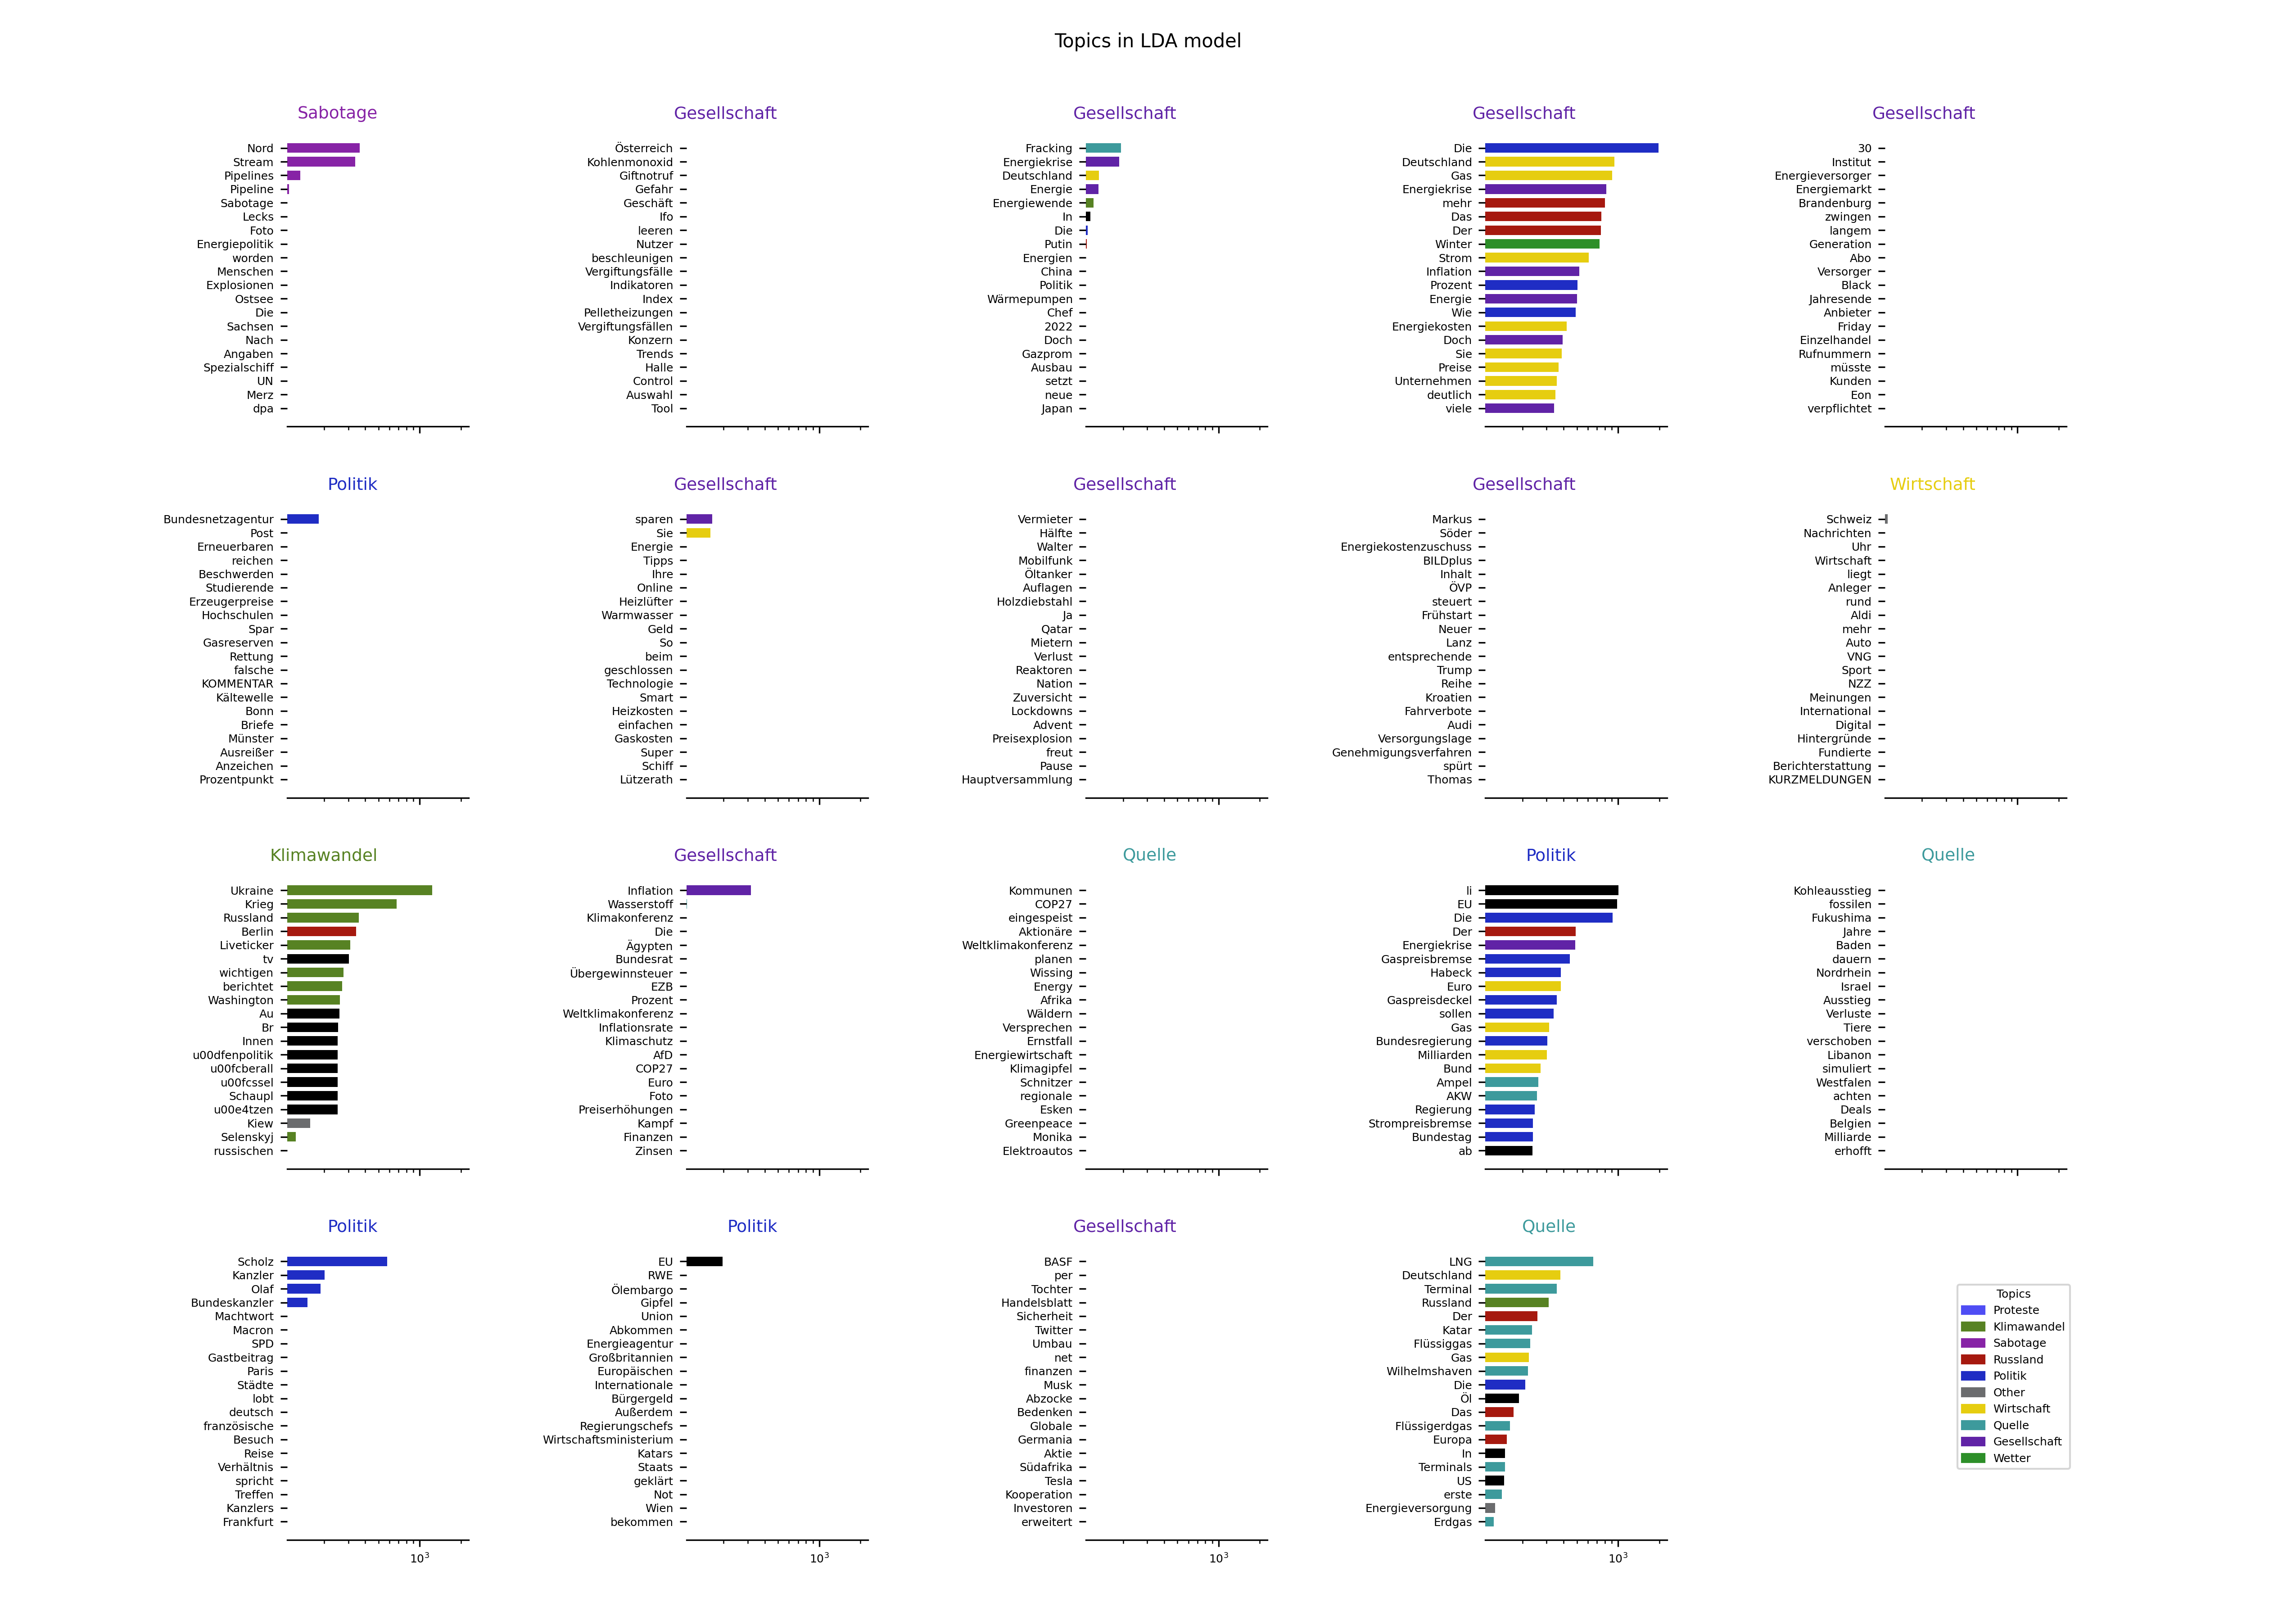 Topics in LDA model
Sabotage
Nord
Stream
Pipelines
Pipeline
Sabotage
Lecks
Foto
Energiepolitik
worden
Menschen
Explosionen
Ostsee
Die
Sachsen
Nach
Angaben
Spezialschiff
UN
Merz
dpa
Gesellschaft
Österreich
Kohlenmonoxid
Giftnotruf
Gefahr
Geschäft
Ifo
leeren
Nutzer
beschleunigen
Vergiftungsfälle
Indikatoren
Index
Pelletheizungen
Vergiftungsfällen
Konzern
Trends
Halle
Control
Auswahl
Tool
Gesellschaft
Fracking
Energiekrise
Deutschland
Energie
Energiewende
In
Die
Putin
Energien
China
Politik
Wärmepumpen
Chef
2022
Doch
Gazprom
Ausbau
setzt
neue
Japan
Gesellschaft
Die
Deutschland
Gas
Energiekrise
mehr
Das
Der
Winter
Strom
Inflation
Prozent
Energie
Wie
Energiekosten
Doch
Sie
Preise
Unternehmen
deutlich
viele
Gesellschaft
30
Institut
Energieversorger
Energiemarkt
Brandenburg
zwingen
langem
Generation
Abo
Versorger
Black
Jahresende
Anbieter
Friday
Einzelhandel
Rufnummern
müsste
Kunden
Eon
verpflichtet
Politik
Bundesnetzagentur
Post
Erneuerbaren
reichen
Beschwerden
Studierende
Erzeugerpreise
Hochschulen
Spar
Gasreserven
Rettung
falsche
KOMMENTAR
Kältewelle
Bonn
Briefe
Münster
Ausreißer
Anzeichen
Prozentpunkt
Gesellschaft
sparen
Sie
Energie
Tipps
Ihre
Online
Heizlüfter
Warmwasser
Geld
So
beim
geschlossen
Technologie
Smart
Heizkosten
einfachen
Gaskosten
Super
Schiff
Lützerath
Gesellschaft
Vermieter
Hälfte
Walter
Mobilfunk
Öltanker
Auflagen
Holzdiebstahl
Ja
Qatar
Mietern
Verlust
Reaktoren
Nation
Zuversicht
Lockdowns
Advent
Preisexplosion
freut
Pause
Hauptversammlung
Gesellschaft
Markus
Söder
Energiekostenzuschuss
BILDplus
Inhalt
ÖVP
steuert
Frühstart
Neuer
Lanz
entsprechende
Trump
Reihe
Kroatien
Fahrverbote
Audi
Versorgungslage
Genehmigungsverfahren
spürt
Thomas
Wirtschaft
Schweiz
Nachrichten
Uhr
Wirtschaft
liegt
Anleger
rund
Aldi
mehr
Auto
VNG
Sport
NZZ
Meinungen
International
Digital
Hintergründe
Fundierte
Berichterstattung
KURZMELDUNGEN
Klimawandel
Ukraine
Krieg
Russland
Berlin
Liveticker
tv
wichtigen
berichtet
Washington
Au
Br
Innen
u00dfenpolitik
u00fcberall
u00fcssel
Schaupl
u00e4tzen
Kiew
Selenskyj
russischen
Gesellschaft
Inflation
Wasserstoff
Klimakonferenz
Die
Ägypten
Bundesrat
Übergewinnsteuer
EZB
Prozent
Weltklimakonferenz
Inflationsrate
Klimaschutz
AfD
COP27
Euro
Foto
Preiserhöhungen
Kampf
Finanzen
Zinsen
Quelle
Kommunen
COP27
eingespeist
Aktionäre
Weltklimakonferenz
planen
Wissing
Energy
Afrika
Wäldern
Versprechen
Ernstfall
Energiewirtschaft
Klimagipfel
Schnitzer
regionale
Esken
Greenpeace
Monika
Elektroautos
Politik
li
EU
Die
Der
Energiekrise
Gaspreisbremse
Habeck
Euro
Gaspreisdeckel
sollen
Gas
Bundesregierung
Milliarden
Bund
Ampel
AKW
Regierung
Strompreisbremse
Bundestag
ab
Quelle
Kohleausstieg
fossilen
Fukushima
Jahre
Baden
dauern
Nordrhein
Israel
Ausstieg
Verluste
Tiere
verschoben
Libanon
simuliert
Westfalen
achten
Deals
Belgien
Milliarde
erhofft
Politik
Scholz
Kanzler
Olaf
Bundeskanzler
Machtwort
Macron
SPD
Gastbeitrag
Paris
Städte
lobt
deutsch
französische
Besuch
Reise
Verhältnis
spricht
Treffen
Kanzlers
Frankfurt
10³
Politik
EU
RWE
Ölembargo
Gipfel
Union
Abkommen
Energieagentur
Großbritannien
Europäischen
Internationale
Bürgergeld
Außerdem
Regierungschefs
Wirtschaftsministerium
Katars
Staats
geklärt
Not
Wien
bekommen
10³
Gesellschaft
BASF
per
Tochter
Handelsblatt
Sicherheit
Twitter
Umbau
net
finanzen
Musk
Abzocke
Bedenken
Globale
Germania
Aktie
Südafrika
Tesla
Kooperation
Investoren
erweitert
10³
Quelle
LNG
Deutschland
Terminal
Russland
Der
Katar
Flüssiggas
Gas
Wilhelmshaven
Die
Öl
Das
Flüssigerdgas
Europa
In
Terminals
US
erste
Energieversorgung
Erdgas
10³
Topics
Proteste
Klimawandel
Sabotage
Russland
Politik
Other
Wirtschaft
Quelle
Gesellschaft
Wetter